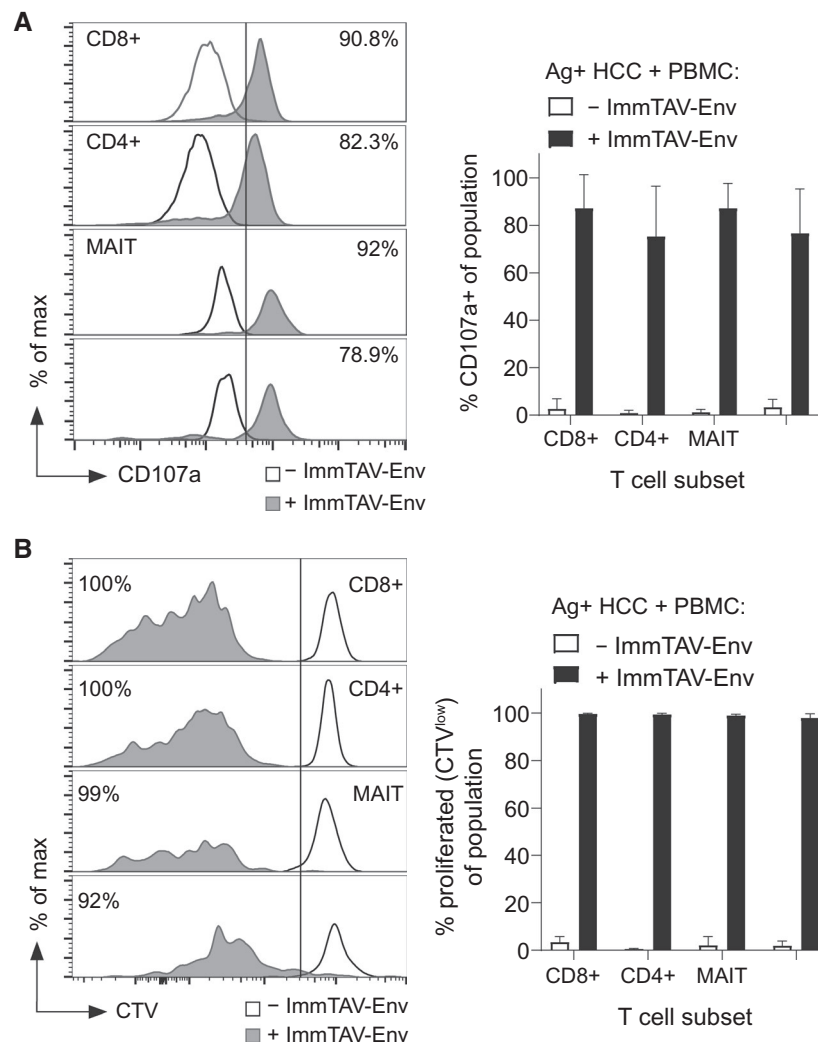 A
CD8+ 90.8%
CD4+ 82.3%
MAIT 92%
78.9%
% of max
CD107a
– ImmTAV-Env
+ ImmTAV-Env
Ag+ HCC + PBMC:
– ImmTAV-Env
+ ImmTAV-Env
% CD107a+ of population
100
80
60
40
20
0
CD8+ CD4+ MAIT
T cell subset
B
100% CD8+
100% CD4+
99% MAIT
92%
% of max
CTV
– ImmTAV-Env
+ ImmTAV-Env
Ag+ HCC + PBMC:
– ImmTAV-Env
+ ImmTAV-Env
% proliferated (CTVlow)
of population
100
80
60
40
20
0
CD8+ CD4+ MAIT
T cell subset